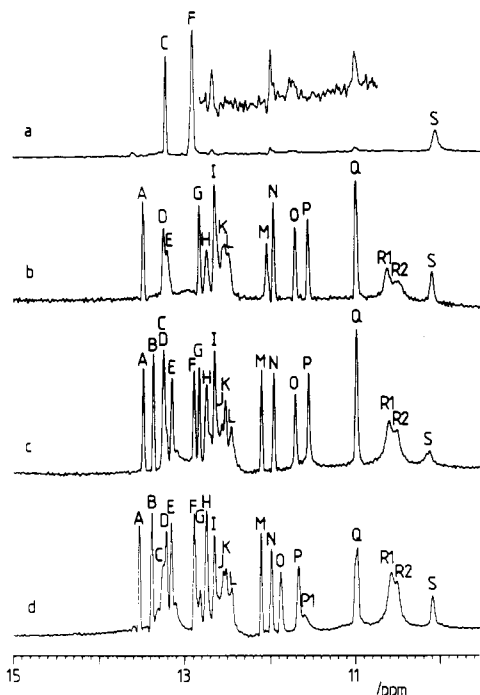 C F
a S
A D E G H I K L M N O P Q R1 R2 S
b
A B C D E F G H I J K L M N O P Q R1 R2 S
c
A B C D E F G H I J K L M N O P P1 Q R1 R2 S
d
15 13 11 /ppm